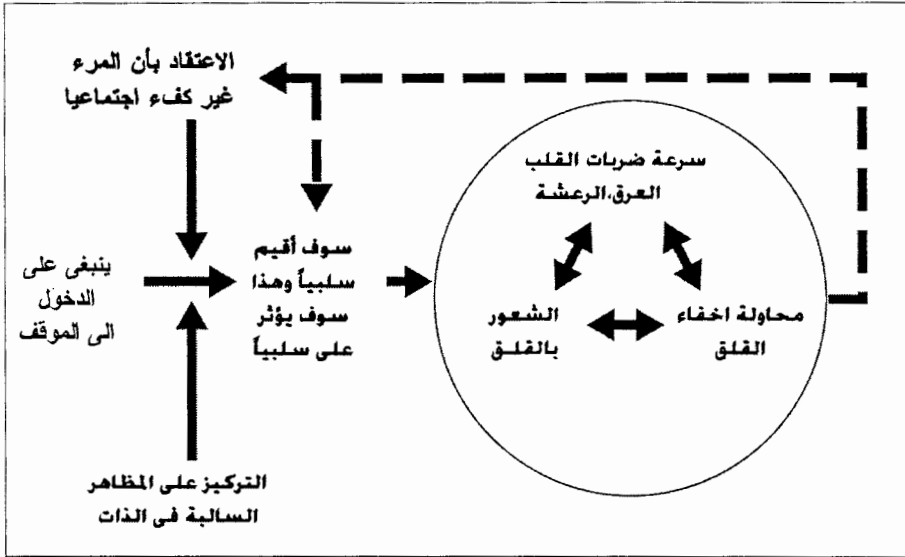 الاعتقاد بأن المرء
غير كفء اجتماعيا
سرعة ضربات القلب
العرق،الرعشة
ينبغى على
الدخول
الى الموقف
سوف أقيم
سلبياً وهذا
سوف يؤثر
على سلبياً
الشعور
بالقلق
محاولة اخفاء
القلق
التركيز على المظاهر
السالبة فى الذات